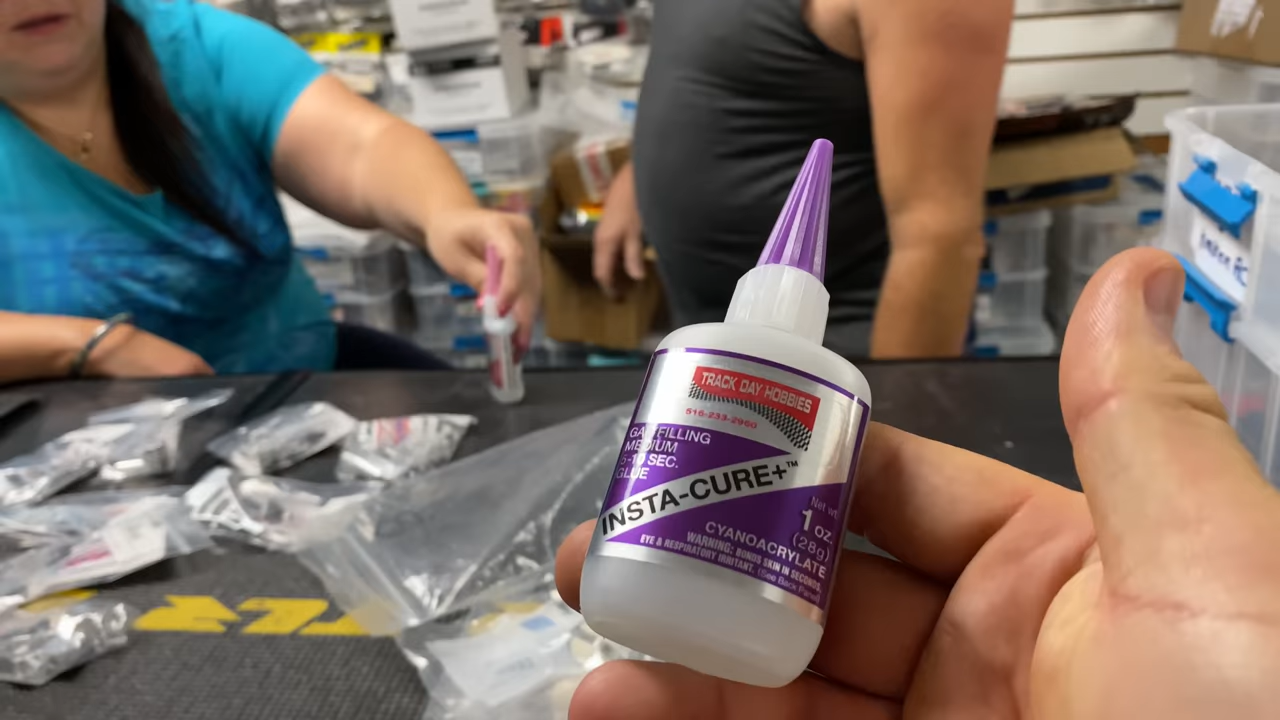 TRACK DAY HOBBIES
516-233-2960
GAP FILLING
MEDIUM
5-10 SEC.
GLUE
INSTA-CURE+™
Net wt.
1 oz.
(28g)
CYANOACRYLATE
WARNING: BONDS SKIN IN SECONDS.
EYE & RESPIRATORY IRRITANT. (See Back Panel)